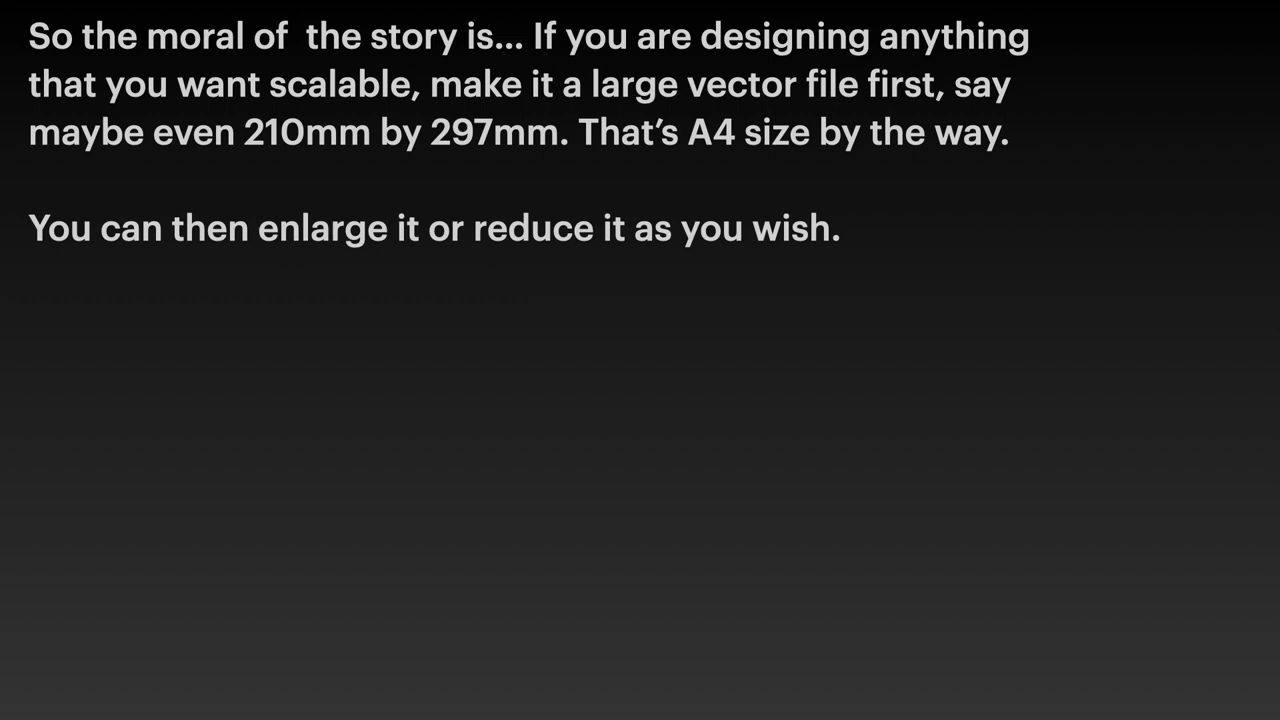 So the moral of  the story is... If you are designing anything
that you want scalable, make it a large vector file first, say
maybe even 210mm by 297mm. That’s A4 size by the way.
You can then enlarge it or reduce it as you wish.